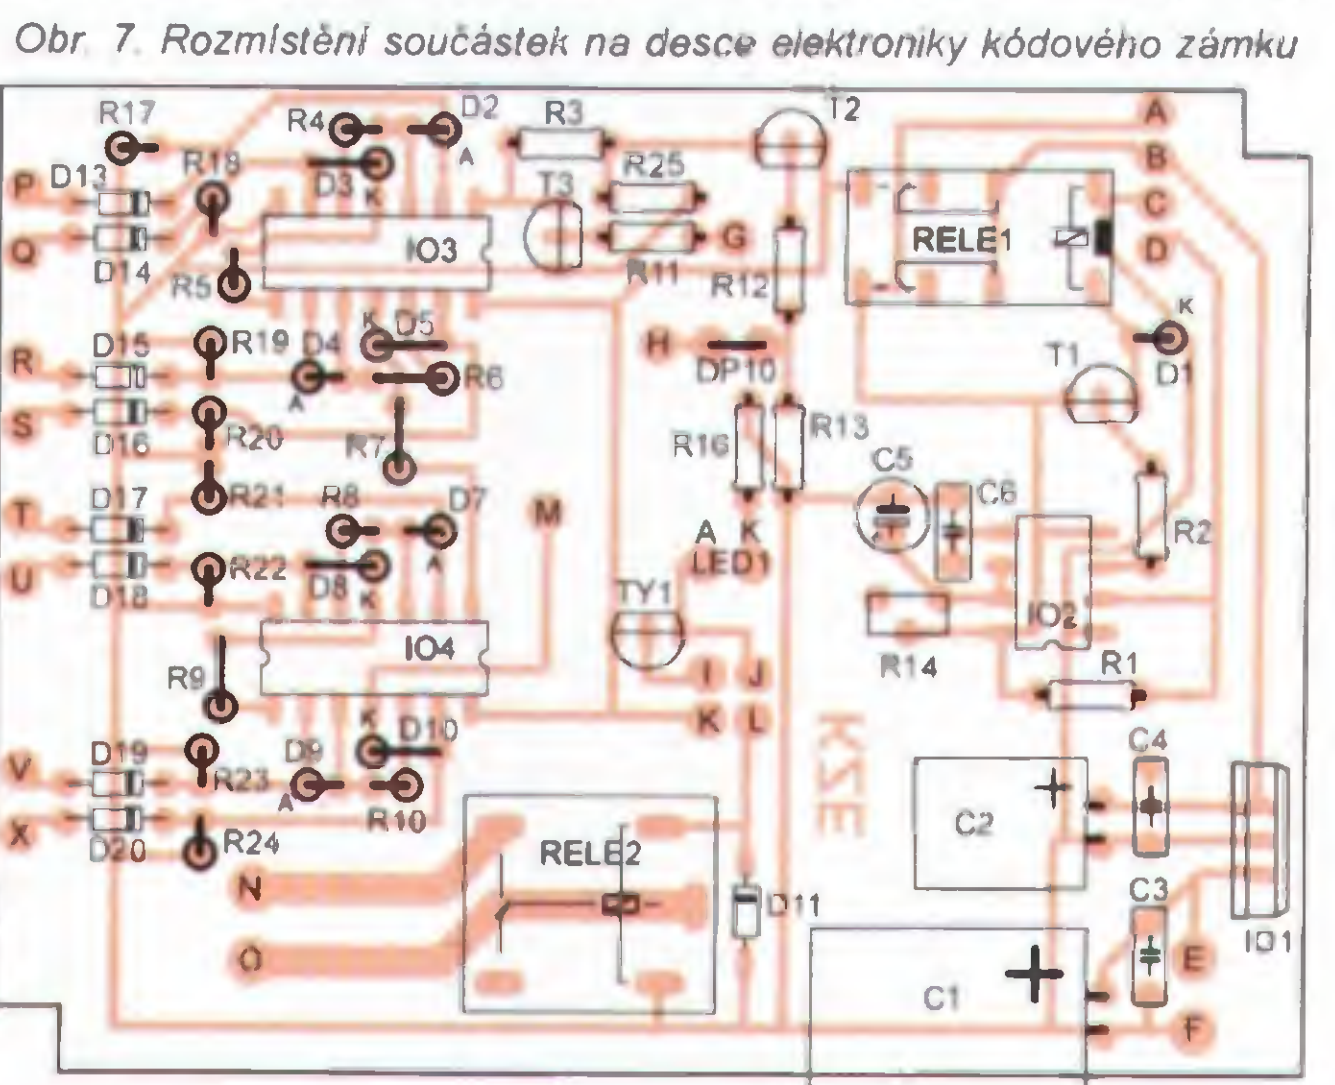 Obr. 7. Rozmístění součástek na desce elektroniky kódového zámku
R17 R4 D2 R3 T2 A
R18 A B
D3 K R25
P D13 T3 C
Q D14 IO3 G RELE1 D
R5 R11 R12
K D5 K
D15 R19 D4 H T1
R DP10 D1
A R6
S D16 R20 R7 R16 R13 C5
D17 R21 R8 D7 M C6
T A K R2
U R22 D8 A LED1
D18 K TY1 IO2
IO4 R14 R1
R9 I J
K D10 K L
D19 D9 KSE C4
V R23 A
X R10 C2
D20 R24 RELE2
N D11 C3
O E IO1
C1
F